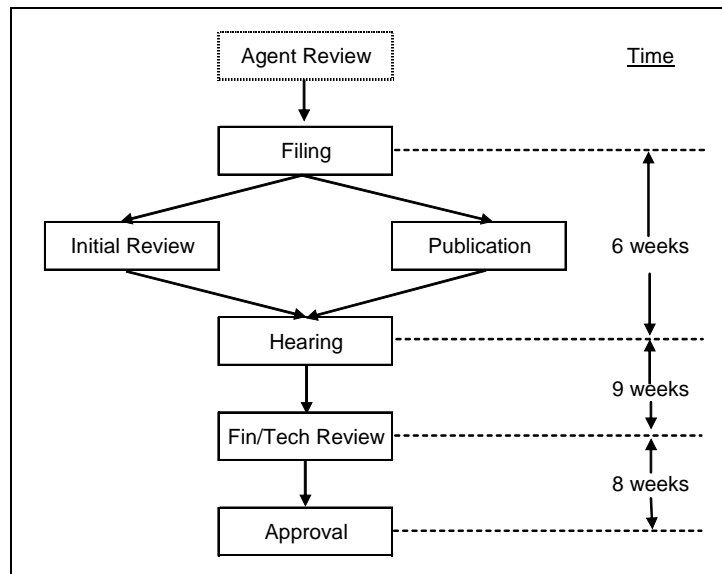 Agent Review
Time
Filing
Initial Review
Publication
6 weeks
Hearing
9 weeks
Fin/Tech Review
8 weeks
Approval